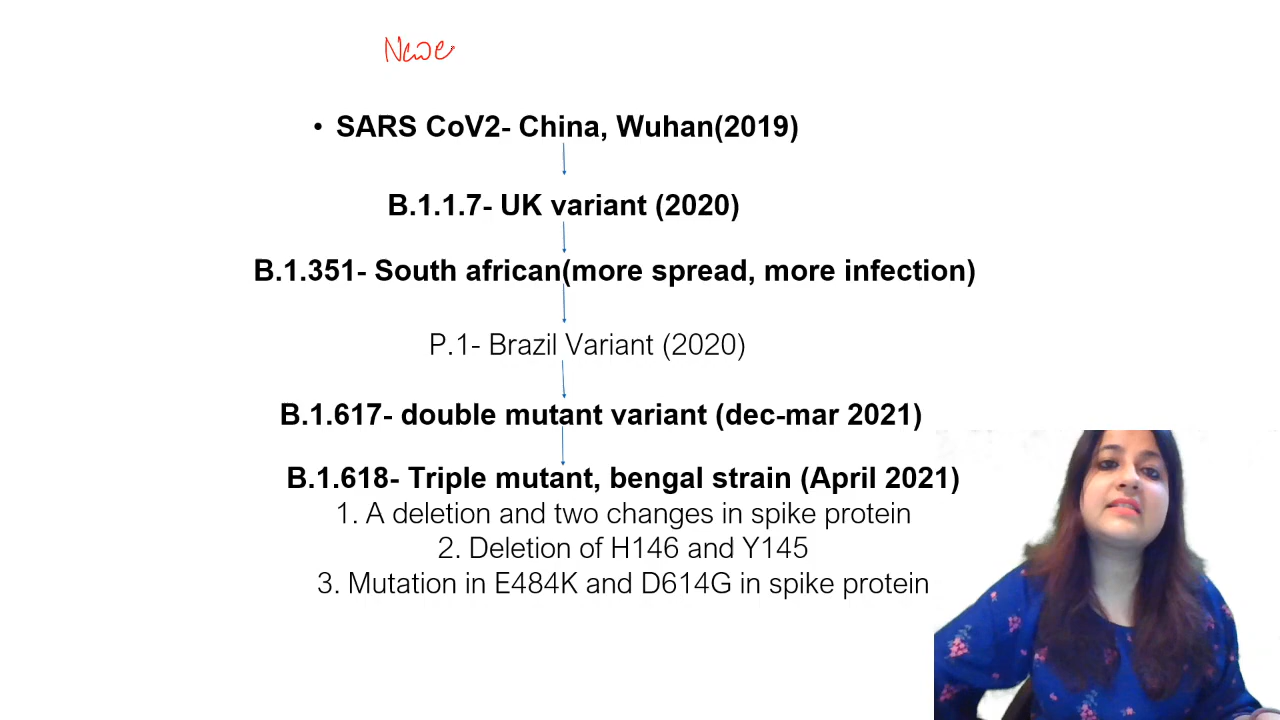 Newe
• SARS CoV2- China, Wuhan(2019)
B.1.1.7- UK variant (2020)
B.1.351- South african(more spread, more infection)
P.1- Brazil Variant (2020)
B.1.617- double mutant variant (dec-mar 2021)
B.1.618- Triple mutant, bengal strain (April 2021)
1. A deletion and two changes in spike protein
2. Deletion of H146 and Y145
3. Mutation in E484K and D614G in spike protein